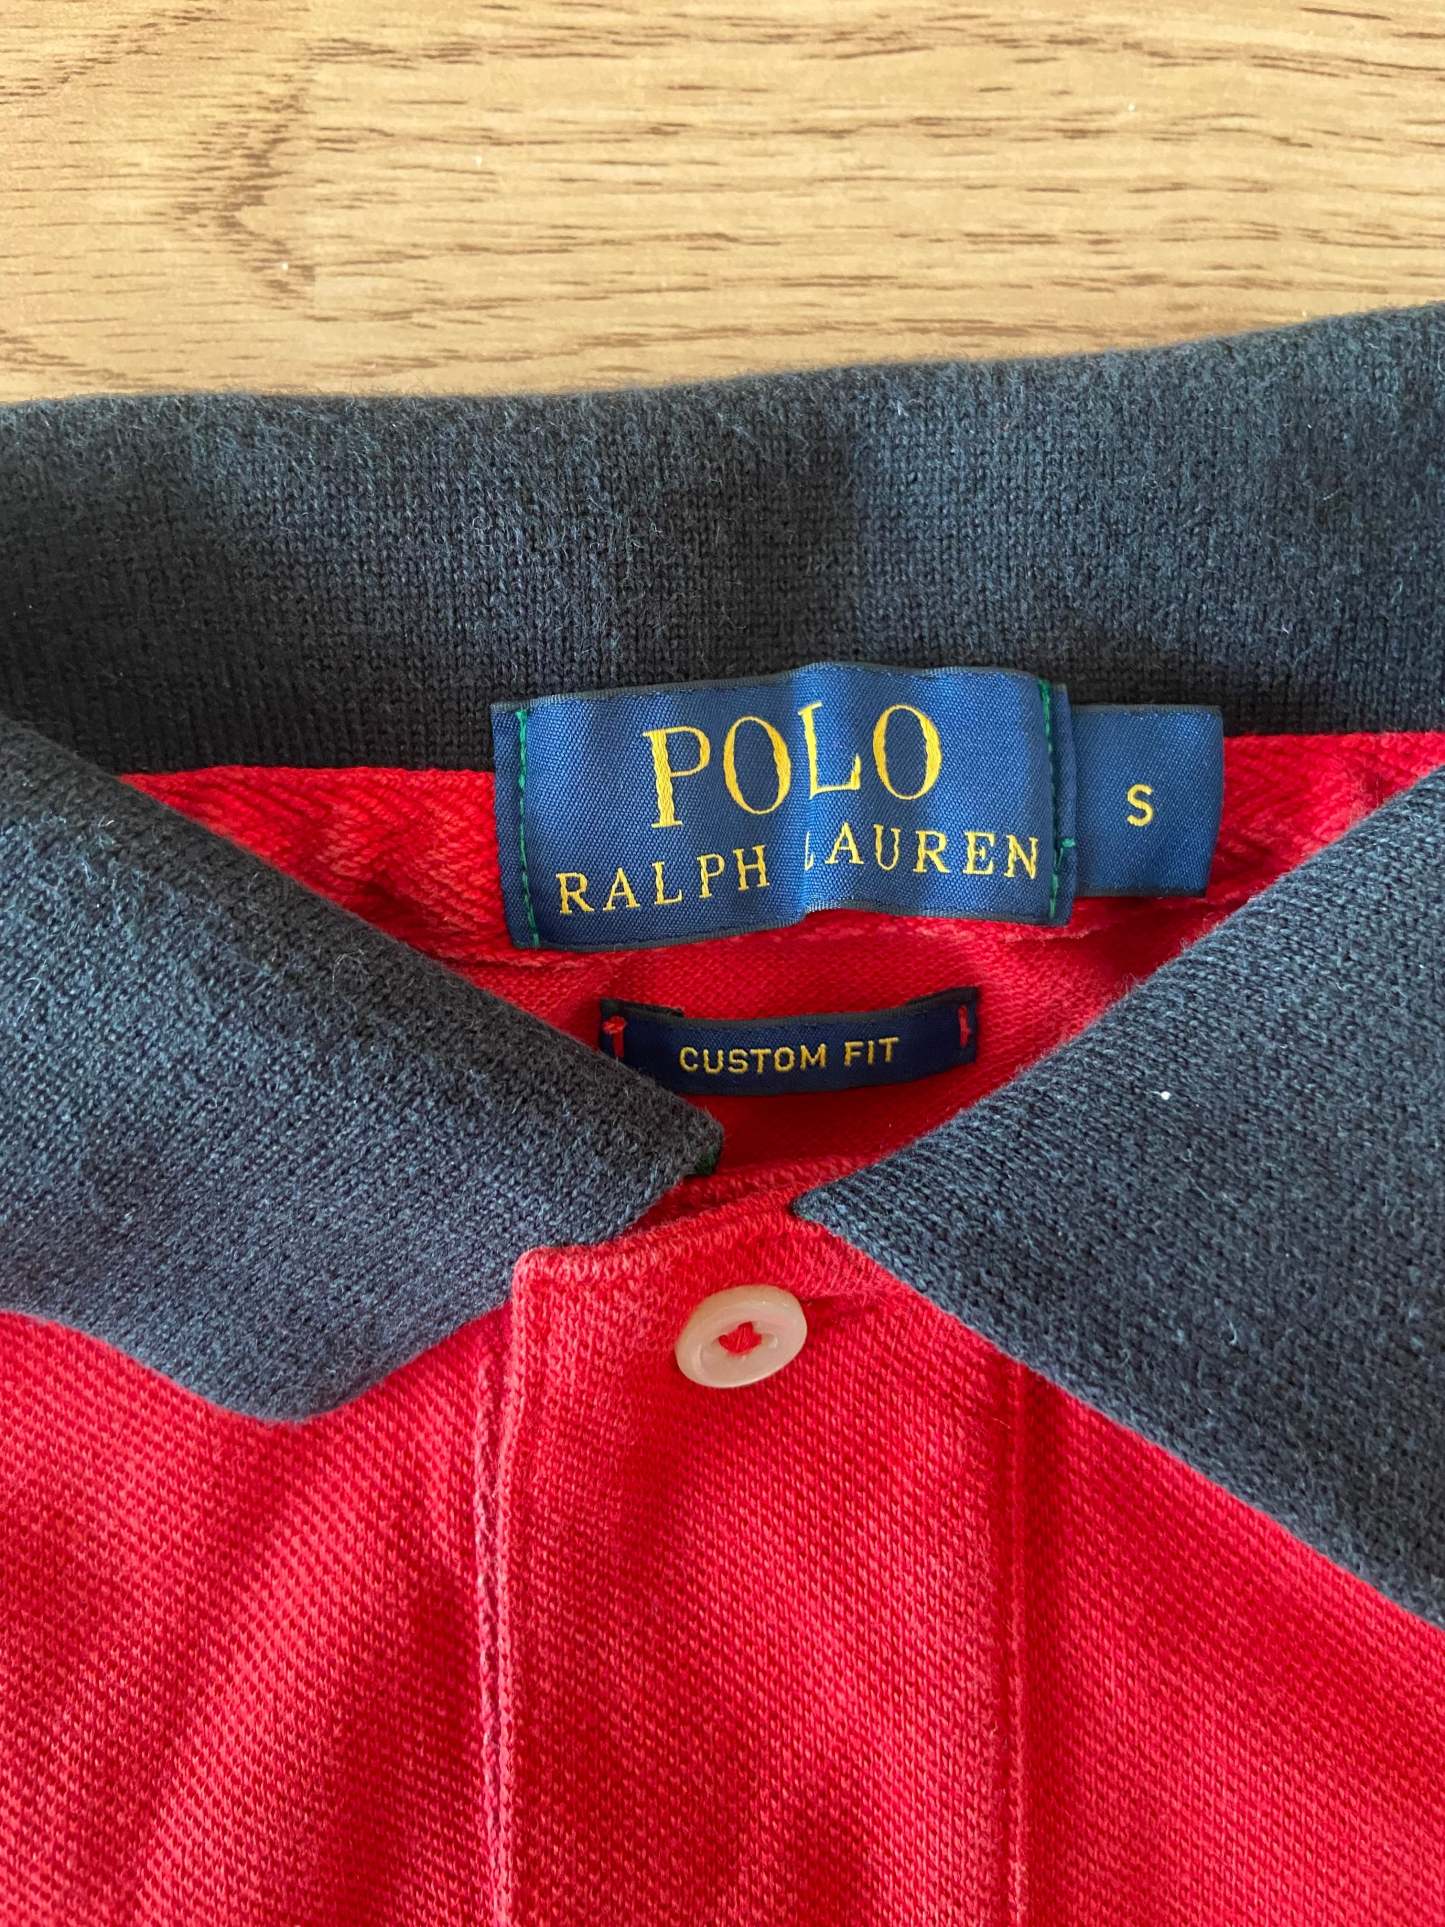 POLO
RALPH LAUREN
S
CUSTOM FIT